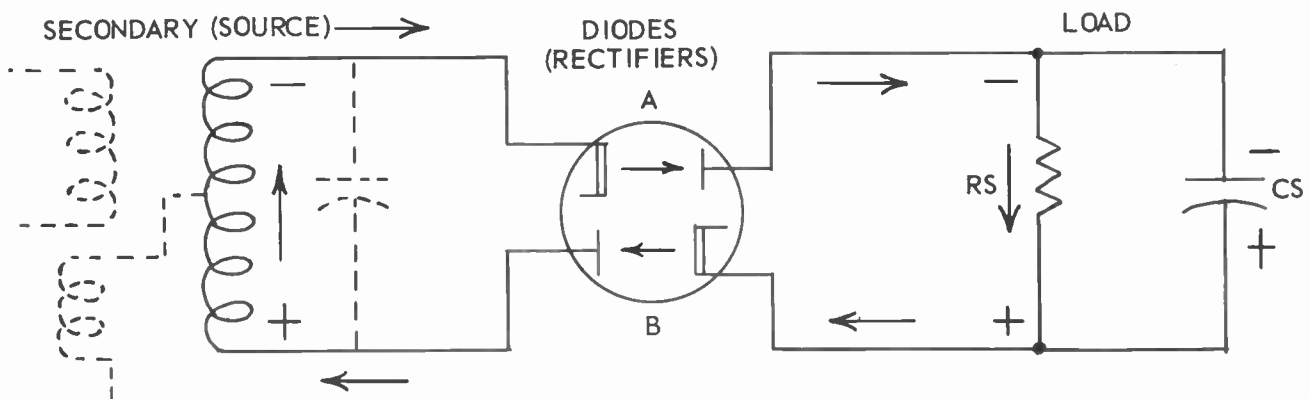 SECONDARY (SOURCE)
DIODES
(RECTIFIERS)
LOAD
A
B
RS
CS
−
+
−
+
−
+